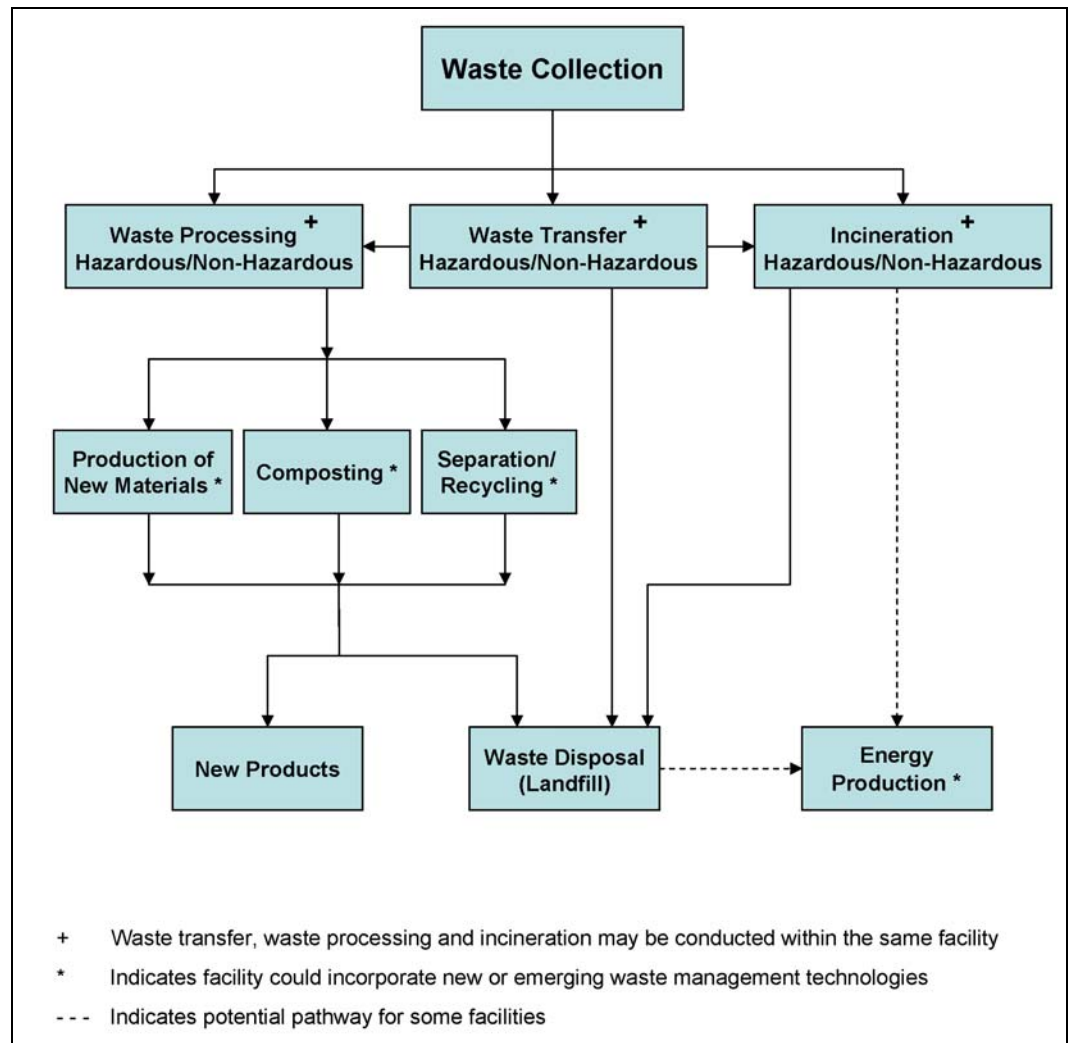 Waste Collection
Waste Processing +
Hazardous/Non-Hazardous
Waste Transfer +
Hazardous/Non-Hazardous
Incineration +
Hazardous/Non-Hazardous
Production of
New Materials *
Composting *
Separation/
Recycling *
New Products
Waste Disposal
(Landfill)
Energy
Production *
+ Waste transfer, waste processing and incineration may be conducted within the same facility
* Indicates facility could incorporate new or emerging waste management technologies
- - - Indicates potential pathway for some facilities